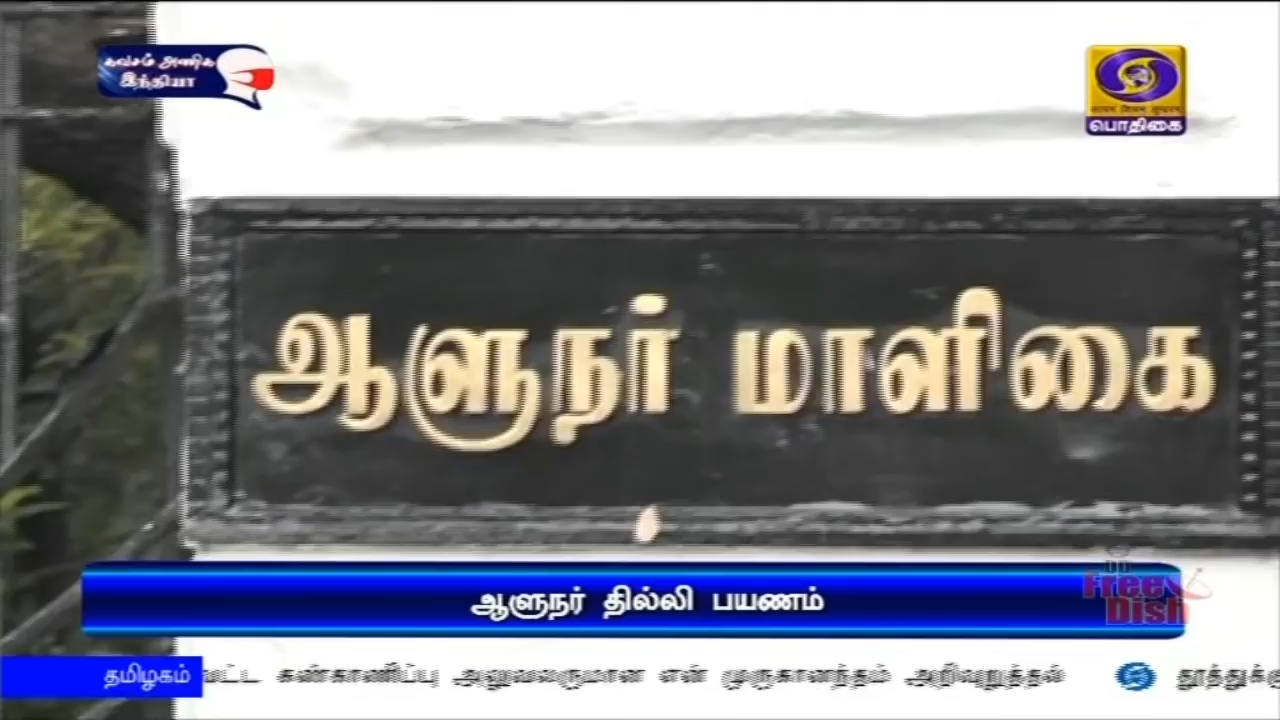 கவசம் அணிக
இந்தியா
பொதிகை
ஆளுநர் மாளிகை
ஆளுநர் தில்லி பயணம்
DD
Free
Dish
தமிழகம்
கண்காணிப்பு அலுவலருமான என் முருகானந்தம் அறிவுறுத்தல்